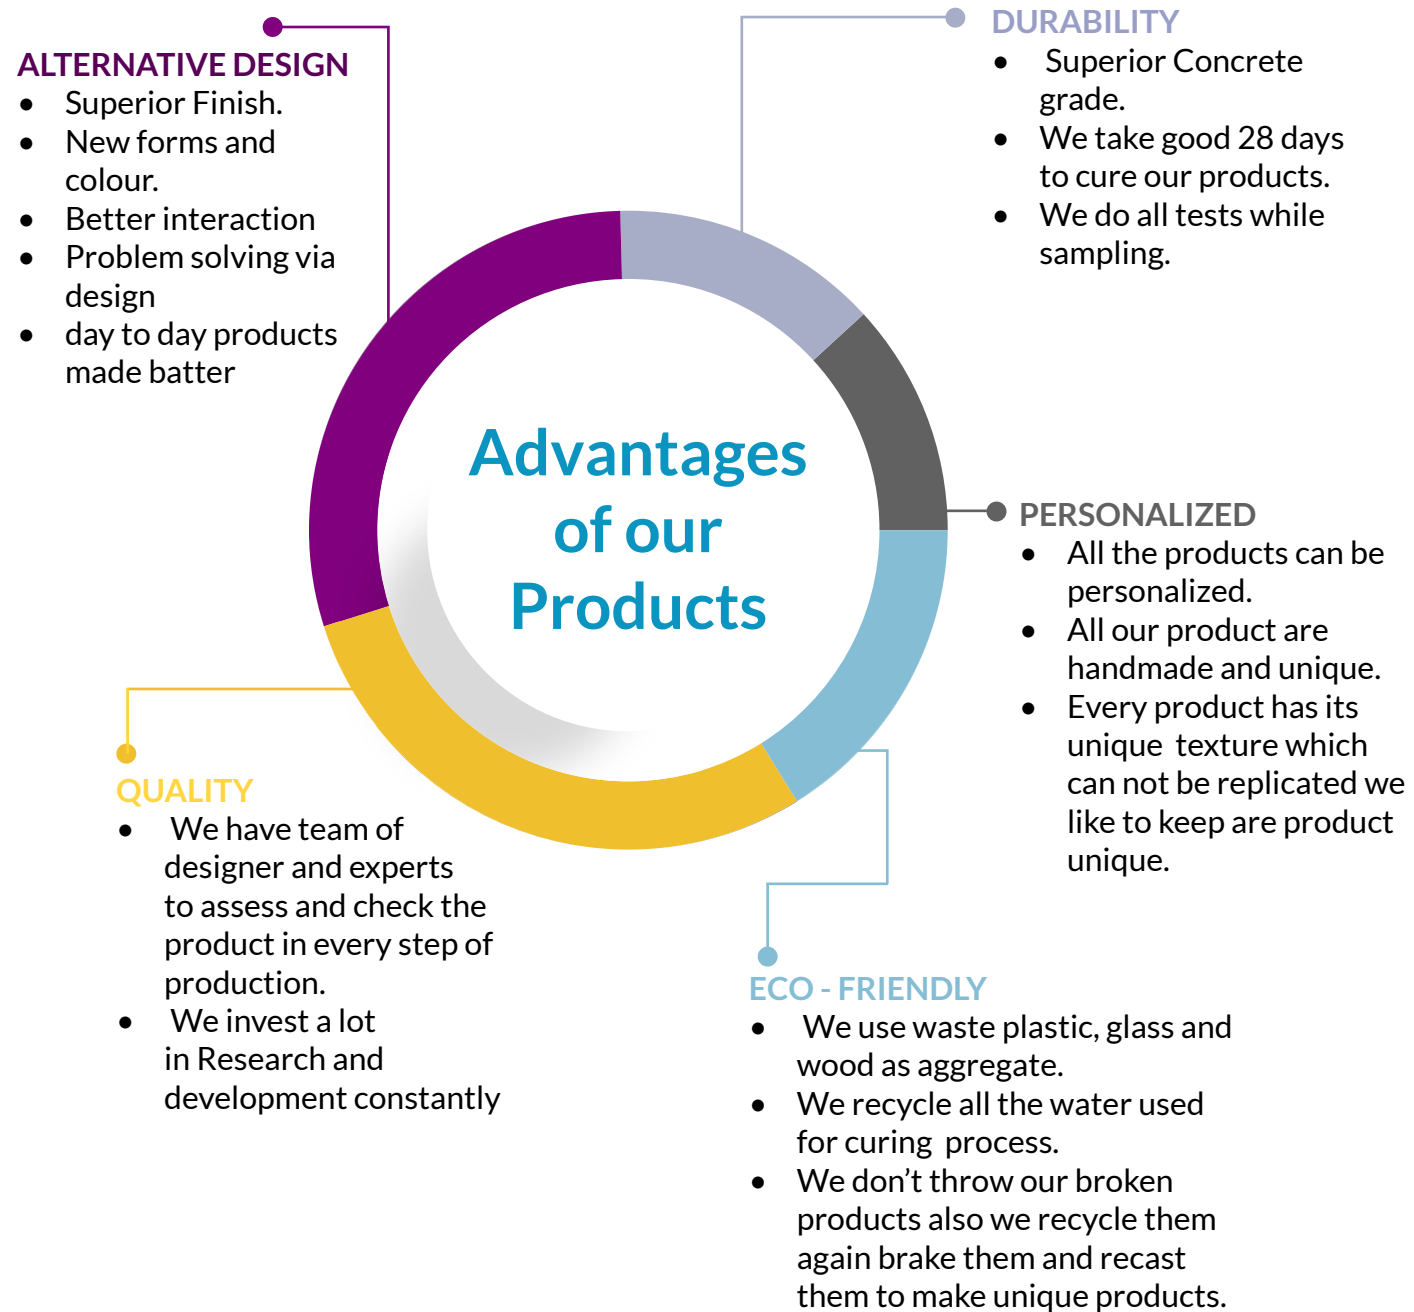 ALTERNATIVE DESIGN
• Superior Finish.
• New forms and
colour.
• Better interaction
• Problem solving via
design
• day to day products
made batter
DURABILITY
• Superior Concrete
grade.
• We take good 28 days
to cure our products.
• We do all tests while
sampling.
Advantages
of our
Products
PERSONALIZED
• All the products can be
personalized.
• All our product are
handmade and unique.
• Every product has its
unique texture which
can not be replicated we
like to keep are product
unique.
QUALITY
• We have team of
designer and experts
to assess and check the
product in every step of
production.
• We invest a lot
in Research and
development constantly
ECO - FRIENDLY
• We use waste plastic, glass and
wood as aggregate.
• We recycle all the water used
for curing process.
• We don’t throw our broken
products also we recycle them
again brake them and recast
them to make unique products.